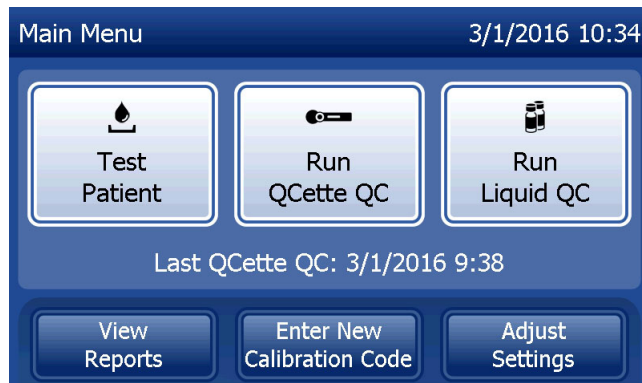 Main Menu 3/1/2016 10:34
Test Run Run
Patient QCette QC Liquid QC
Last QCette QC: 3/1/2016 9:38
View Enter New Adjust
Reports Calibration Code Settings